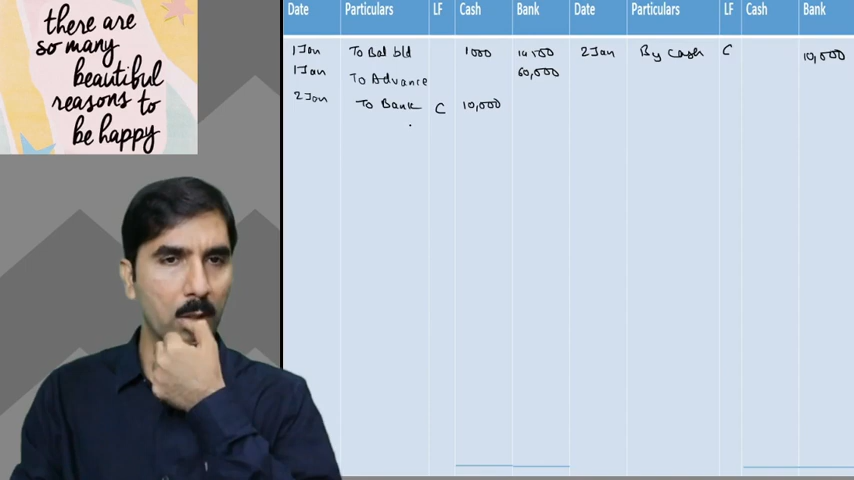 there are
so many
beautiful
reasons to
be happy
Date Particulars LF Cash Bank Date Particulars LF Cash Bank
1 Jan To Bal b/d 1000 2 Jan By Cash C 10,000
1 Jan To Advance 60,000
2 Jan To Bank C 10,000